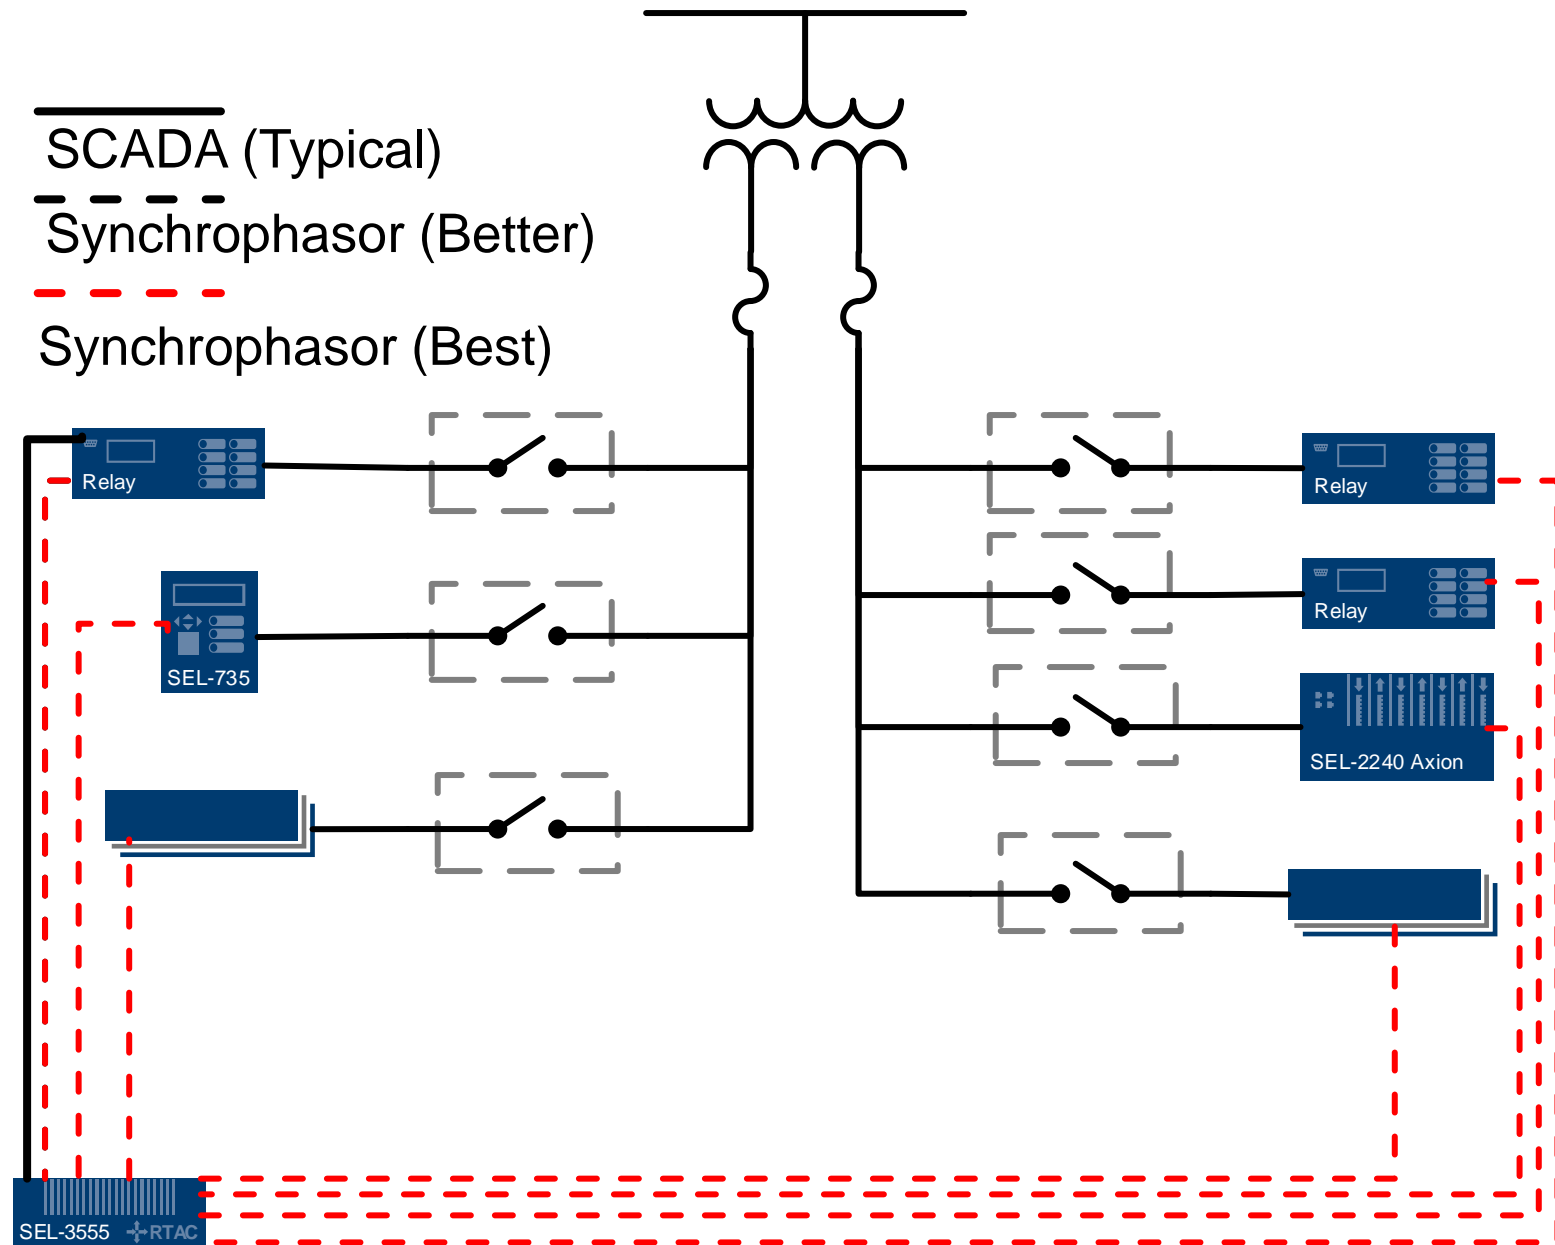 SCADA (Typical)
Synchrophasor (Better)
Synchrophasor (Best)
Relay
Relay
Relay
SEL-735
SEL-2240 Axion
SEL-3555 RTAC